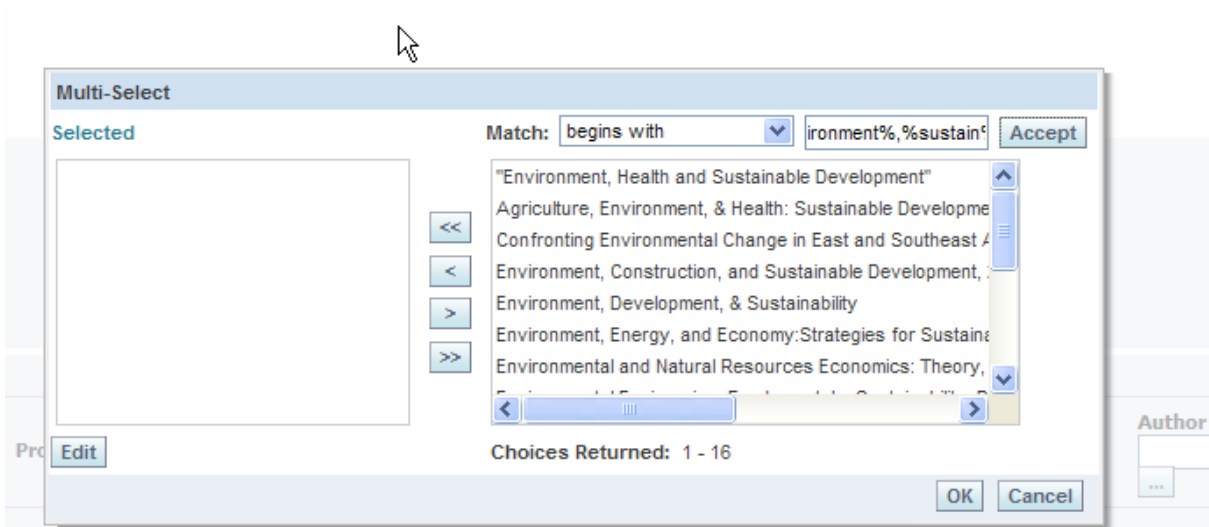 Multi-Select
Selected
Match: begins with ironment%,%sustain% Accept
"Environment, Health and Sustainable Development"
Agriculture, Environment, & Health: Sustainable Developme
<<
Confronting Environmental Change in East and Southeast A
<
Environment, Construction, and Sustainable Development,
>
Environment, Development, & Sustainability
Environment, Energy, and Economy:Strategies for Sustaina
>>
Environmental and Natural Resources Economics: Theory,
Author
Pro
Edit
Choices Returned: 1 - 16
...
OK Cancel